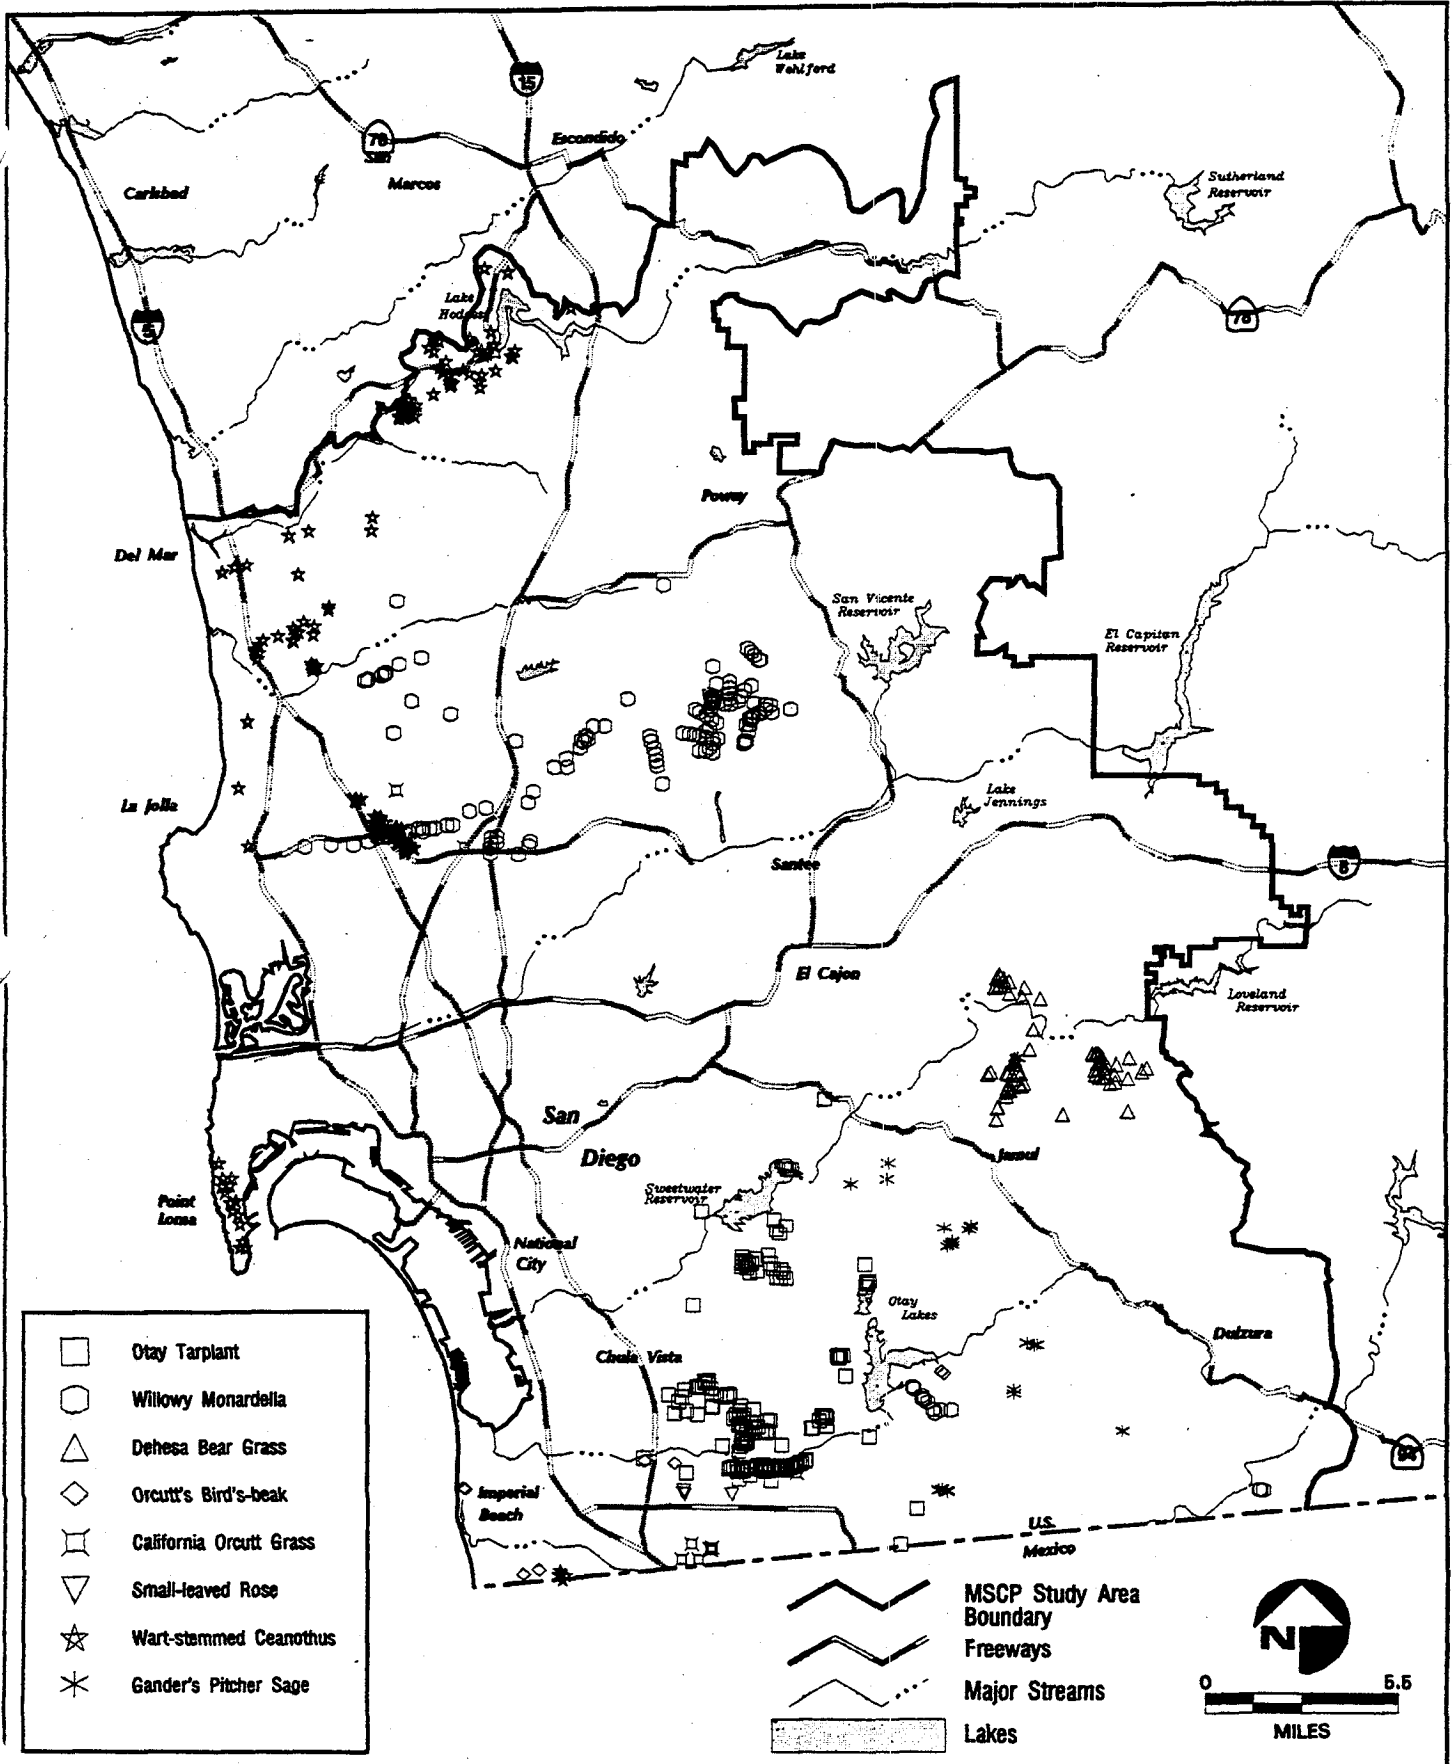 Lake
Wohlford
15
78
Escondido
San
Marcos
Carlsbad
Sutherland
Reservoir
Lake
Hodges
5
78
Poway
Del Mar
San Vicente
Reservoir
El Capitan
Reservoir
La Jolla
Lake
Jennings
Santee
8
El Cajon
Loveland
Reservoir
San
Diego
Jamul
Sweetwater
Reservoir
Point
Loma
National
City
Otay
Lakes
Dulzura
Chula Vista
94
Imperial
Beach
U.S.
Mexico
Otay Tarplant
Willowy Monardella
Dehesa Bear Grass
Orcutt's Bird's-beak
California Orcutt Grass
Small-leaved Rose
Wart-stemmed Ceanothus
Gander's Pitcher Sage
MSCP Study Area
Boundary
Freeways
Major Streams
Lakes
N
0 5.5
MILES